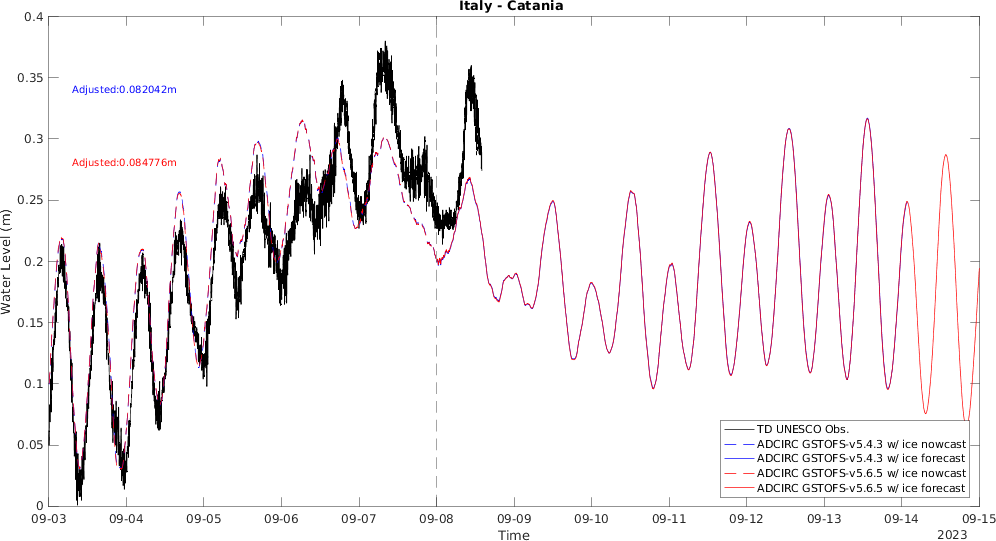 Italy - Catania
0.4
0.35
0.3
0.25
0.2
0.15
0.1
0.05
0
Water Level (m)
Adjusted:0.082042m
Adjusted:0.084776m
TD UNESCO Obs.
ADCIRC GSTOFS-v5.4.3 w/ ice nowcast
ADCIRC GSTOFS-v5.4.3 w/ ice forecast
ADCIRC GSTOFS-v5.6.5 w/ ice nowcast
ADCIRC GSTOFS-v5.6.5 w/ ice forecast
09-03 09-04 09-05 09-06 09-07 09-08 09-09 09-10 09-11 09-12 09-13 09-14 09-15
Time
2023